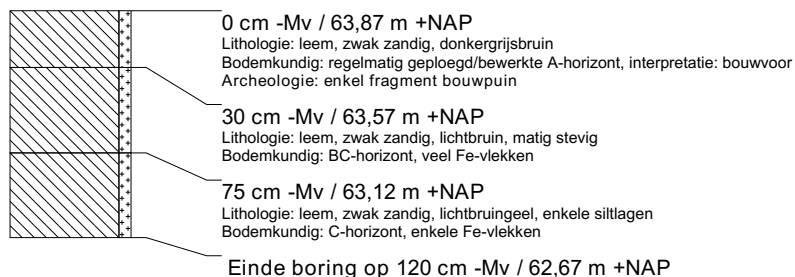 0 cm -Mv / 63,87 m +NAP
Lithologie: leem, zwak zandig, donkergrijsbruin
Bodemkundig: regelmatig geploegd/bewerkte A-horizont, interpretatie: bouwvoor
Archeologie: enkel fragment bouwpuin
30 cm -Mv / 63,57 m +NAP
Lithologie: leem, zwak zandig, lichtbruin, matig stevig
Bodemkundig: BC-horizont, veel Fe-vlekken
75 cm -Mv / 63,12 m +NAP
Lithologie: leem, zwak zandig, lichtbruingeel, enkele siltlagen
Bodemkundig: C-horizont, enkele Fe-vlekken
Einde boring op 120 cm -Mv / 62,67 m +NAP